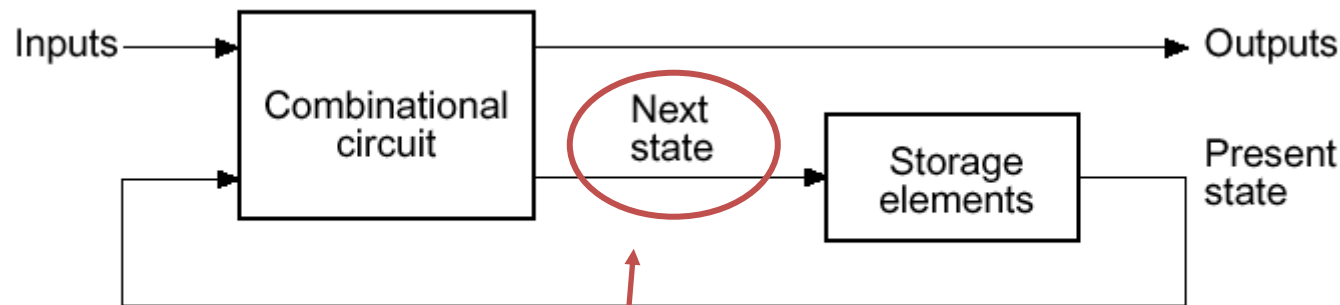 Inputs
Combinational
circuit
Next
state
Storage
elements
Outputs
Present
state